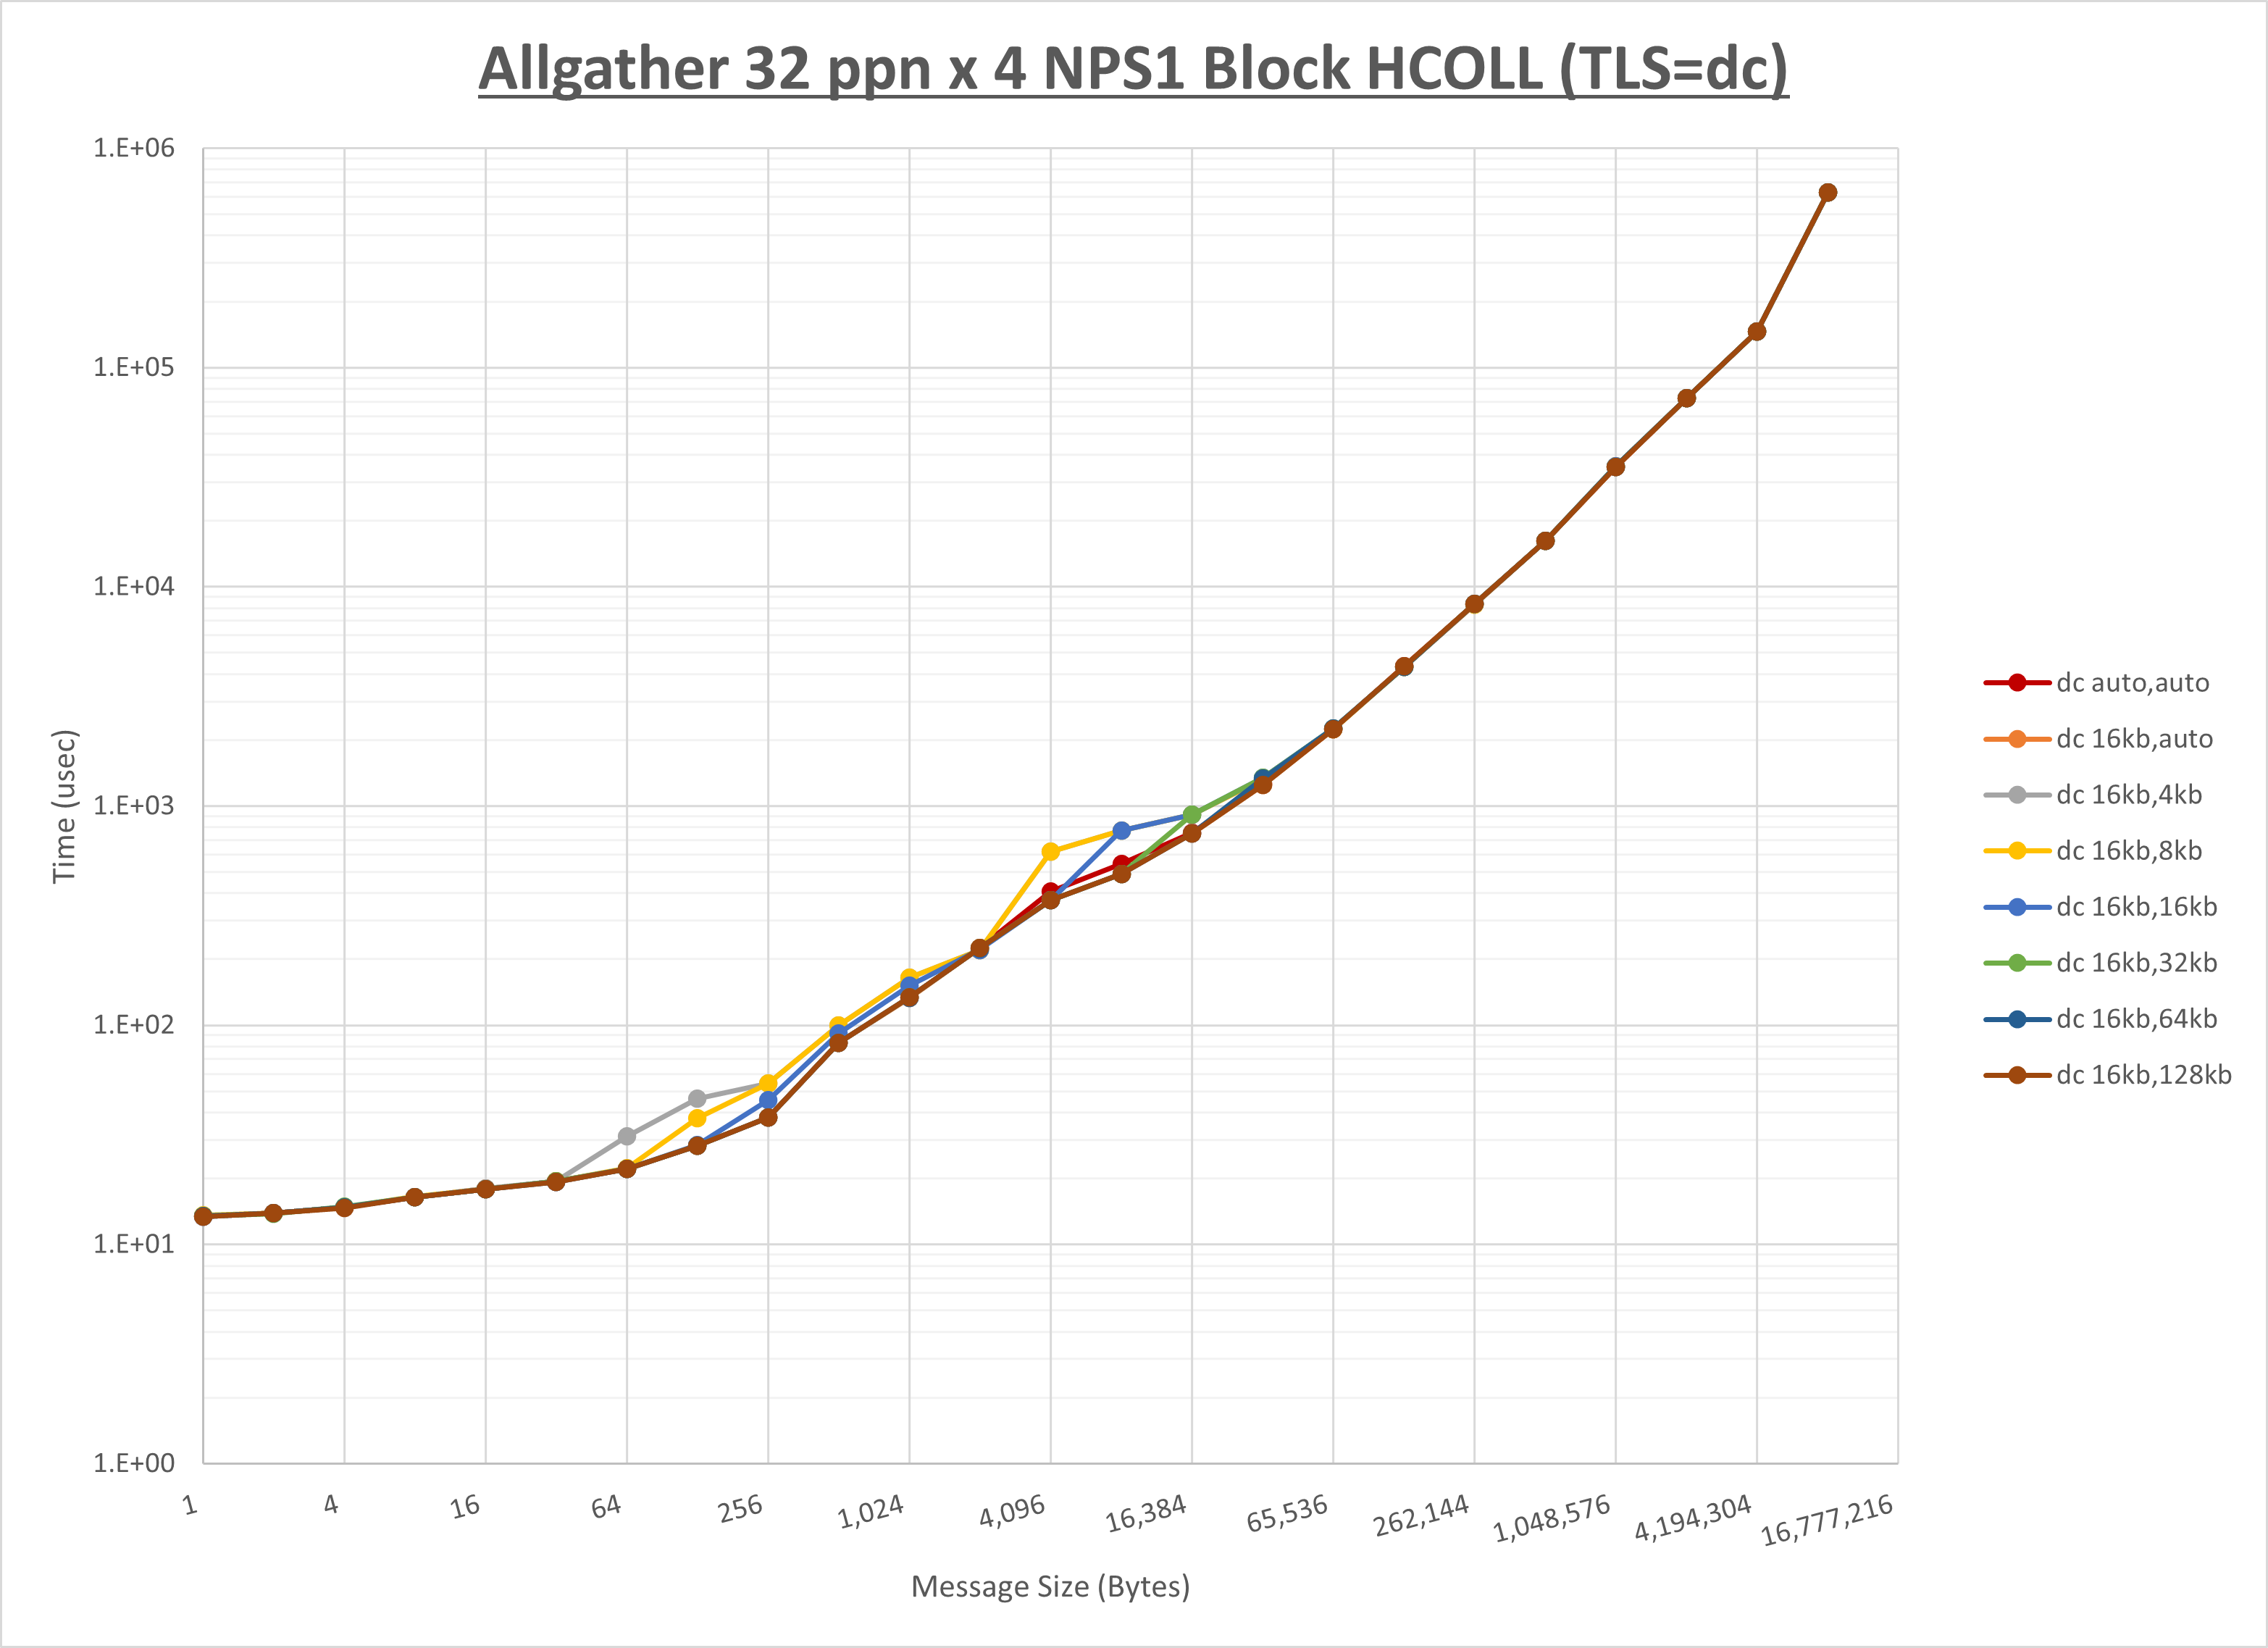 Allgather 32 ppn x 4 NPS1 Block HCOLL (TLS=dc)
1.E+06
1.E+05
1.E+04
1.E+03
1.E+02
1.E+01
1.E+00
Time (usec)
1
4
16
64
256
1,024
4,096
16,384
65,536
262,144
1,048,576
4,194,304
16,777,216
Message Size (Bytes)
dc auto,auto
dc 16kb,auto
dc 16kb,4kb
dc 16kb,8kb
dc 16kb,16kb
dc 16kb,32kb
dc 16kb,64kb
dc 16kb,128kb